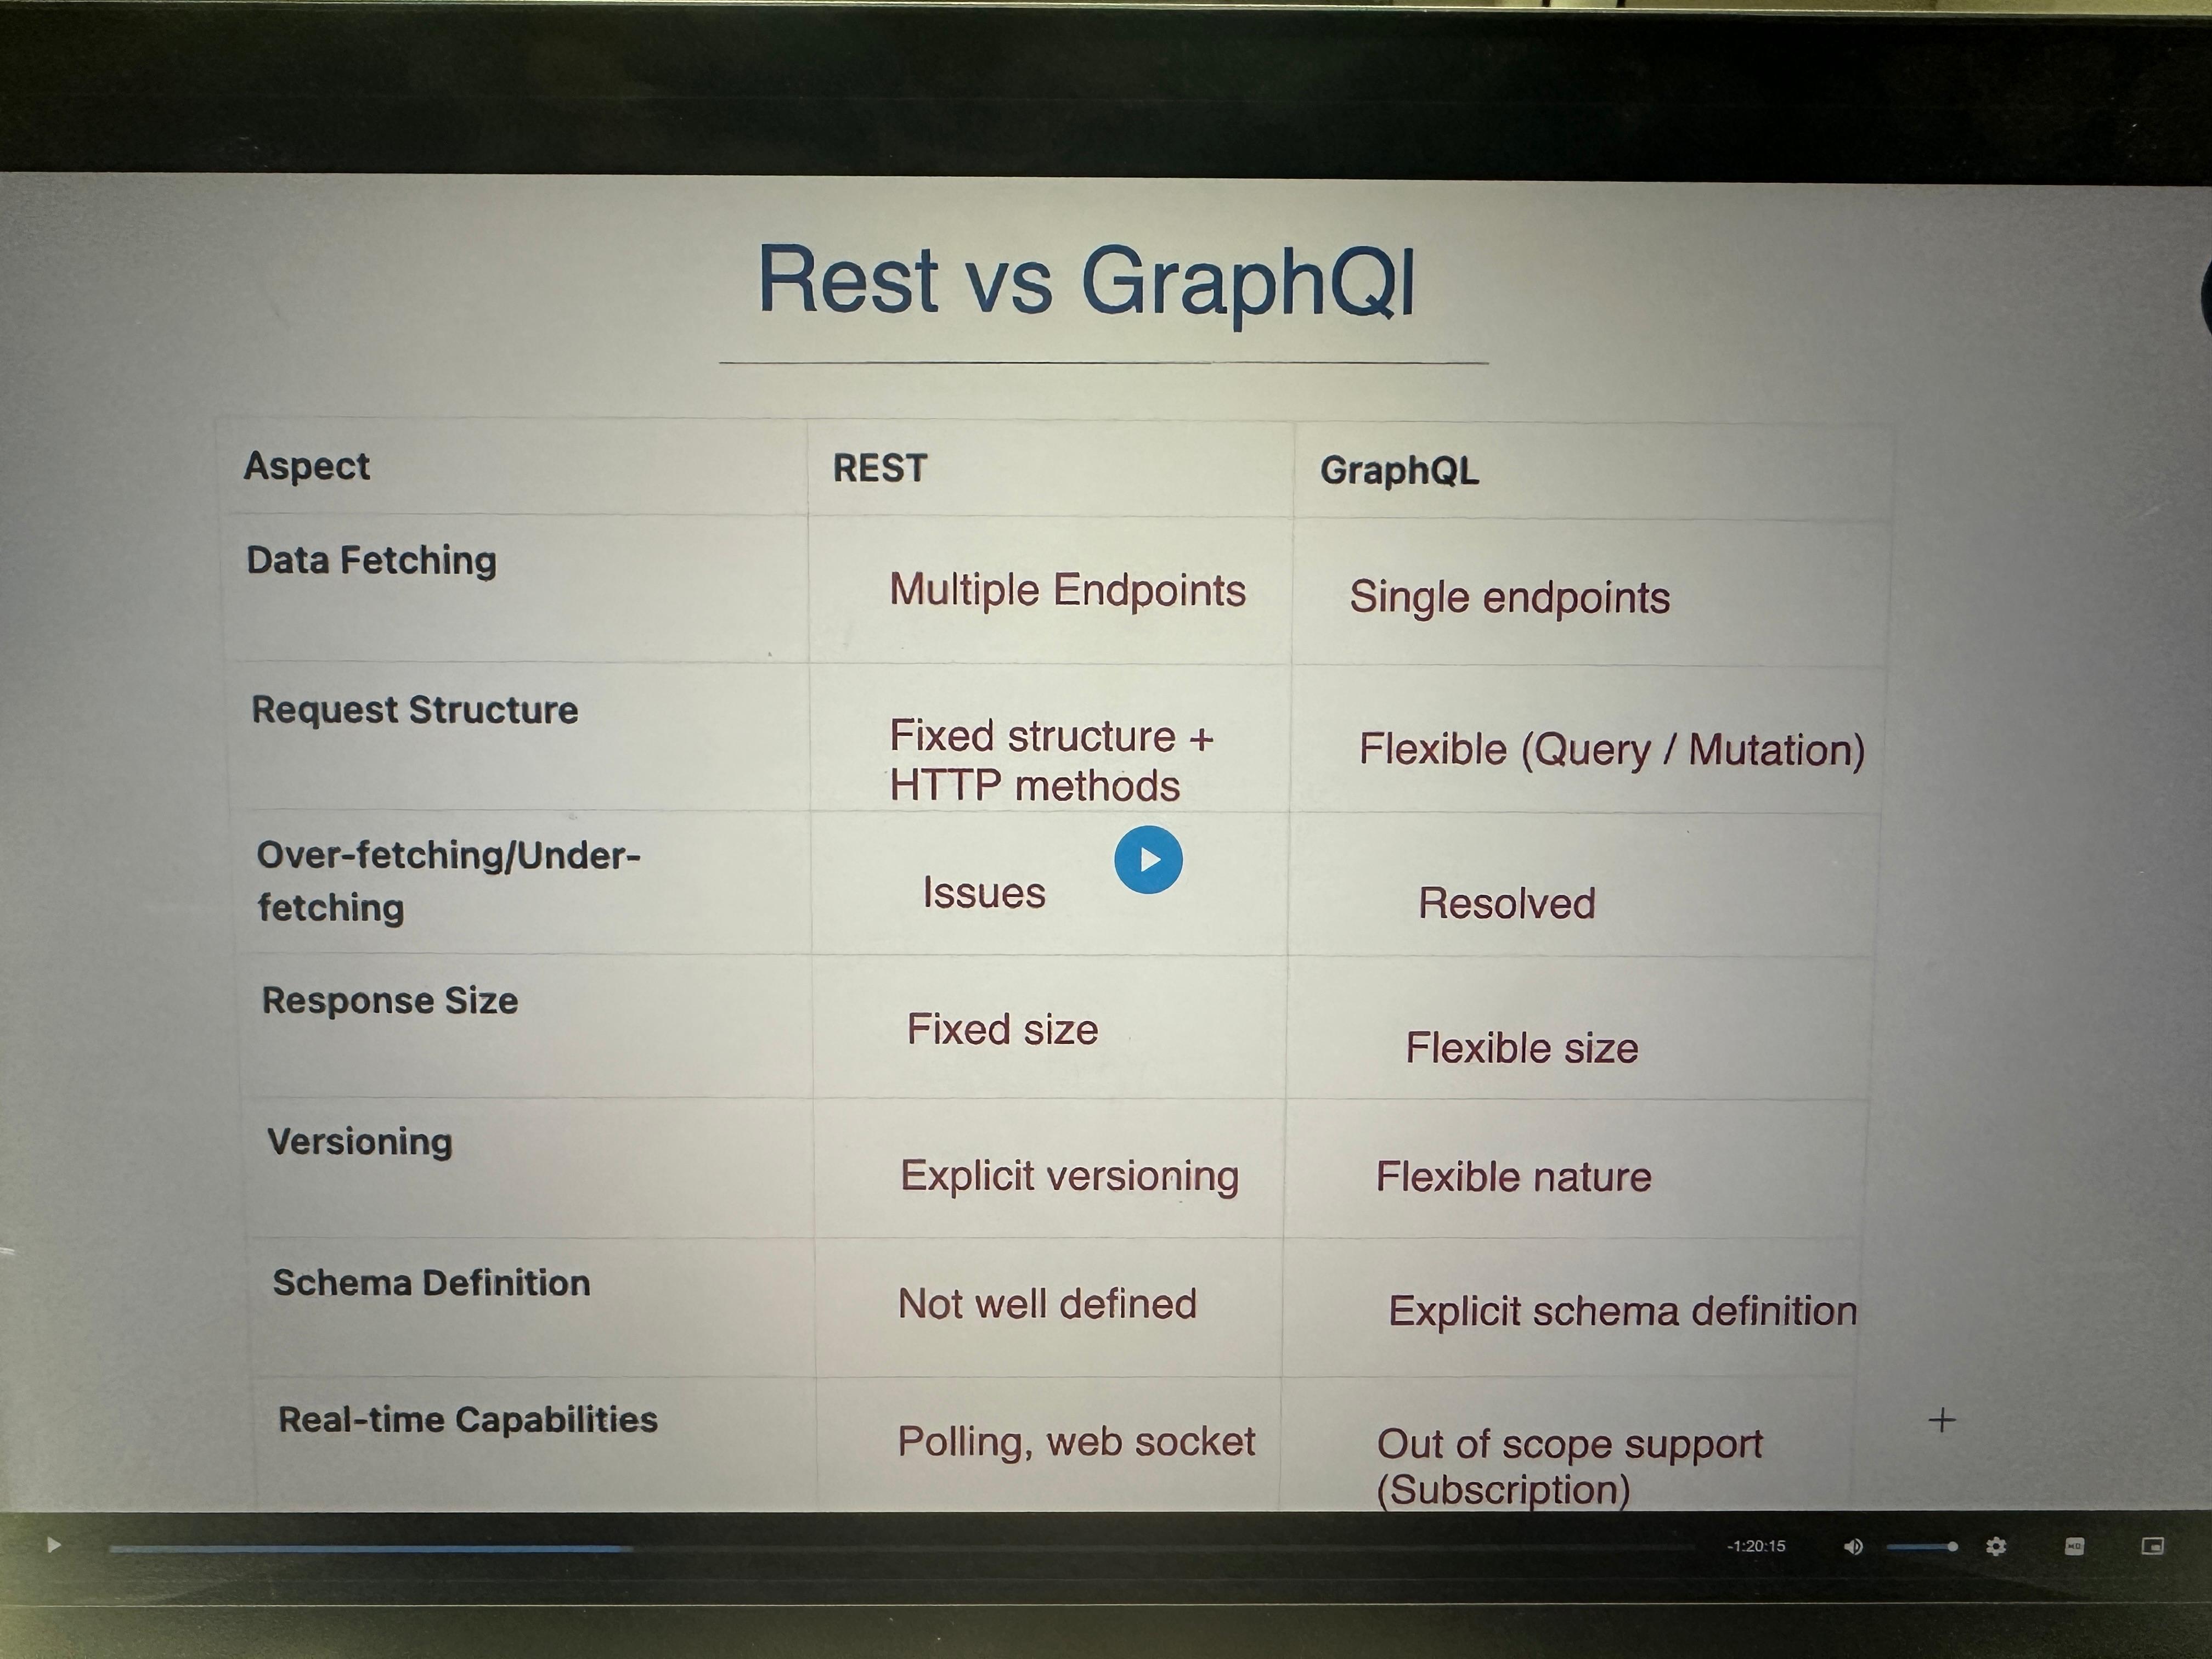 Rest vs GraphQl
Aspect
REST
GraphQL
Data Fetching
Multiple Endpoints
Single endpoints
Request Structure
Fixed structure +
HTTP methods
Flexible (Query / Mutation)
Over-fetching/Under-
fetching
Issues
Resolved
Response Size
Fixed size
Flexible size
Versioning
Explicit versioning
Flexible nature
Schema Definition
Not well defined
Explicit schema definition
Real-time Capabilities
Polling, web socket
Out of scope support
(Subscription)
-1:20:15